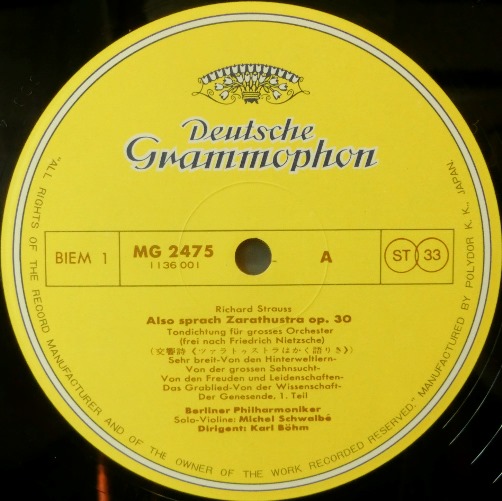 Deutsche
Grammophon
BIEM 1
MG 2475
1136 001
A
ST 33
Richard Strauss
Also sprach Zarathustra op. 30
Tondichtung für grosses Orchester
(frei nach Friedrich Nietzsche)
(交響詩《ツァラトゥストラはかく語りき》)
Sehr breit-Von den Hinterweltlern-
Von der grossen Sehnsucht-
Von den Freuden und Leidenschaften-
Das Grablied-Von der Wissenschaft-
Der Genesende, 1. Teil
Berliner Philharmoniker
Solo-Violine: Michel Schwalbé
Dirigent: Karl Böhm
"ALL RIGHTS OF THE RECORD MANUFACTURER AND OF THE OWNER OF THE WORK RECORDED RESERVED." MANUFACTURED BY POLYDOR K. K., JAPAN.